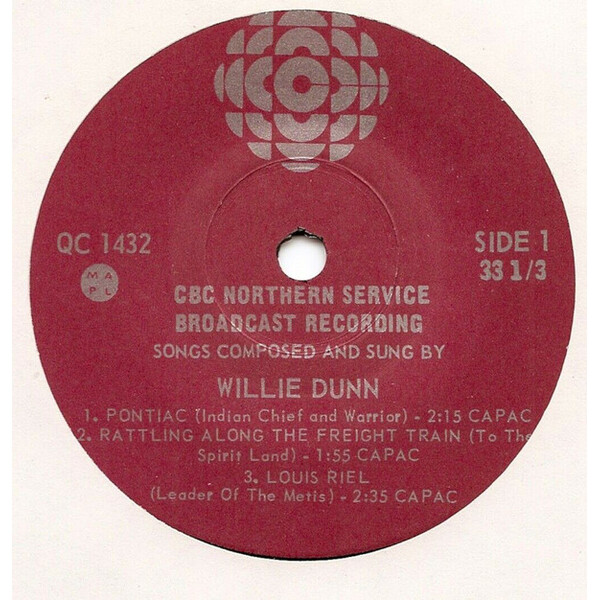 QC 1432
SIDE 1
33 1/3
MAPL
CBC NORTHERN SERVICE
BROADCAST RECORDING
SONGS COMPOSED AND SUNG BY
WILLIE DUNN
1. PONTIAC (Indian Chief and Warrior) - 2:15 CAPAC
2. RATTLING ALONG THE FREIGHT TRAIN (To The
Spirit Land) - 1:55 CAPAC
3. LOUIS RIEL
(Leader Of The Metis) - 2:35 CAPAC